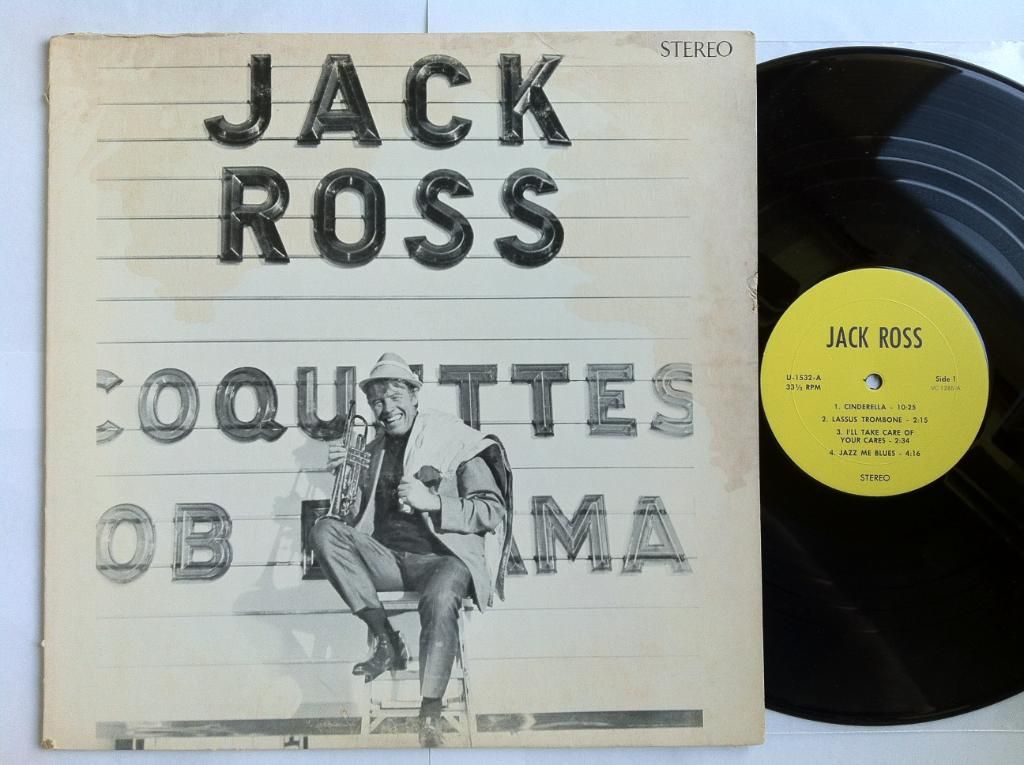 STEREO
JACK
ROSS
COQUETTES
OB
AMA
JACK ROSS
U-1532-A
33⅓ RPM
Side 1
VC 1285-A
1. CINDERELLA - 10:25
2. LASSUS TROMBONE - 2:15
3. I'LL TAKE CARE OF
YOUR CARES - 2:34
4. JAZZ ME BLUES - 4:16
STEREO